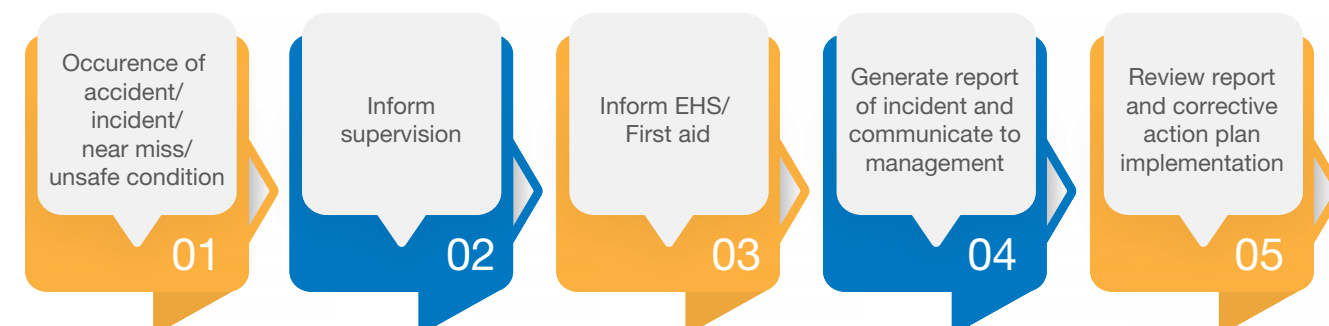 Occurence of
accident/
incident/
near miss/
unsafe condition
01
Inform
supervision
02
Inform EHS/
First aid
03
Generate report
of incident and
communicate to
management
04
Review report
and corrective
action plan
implementation
05